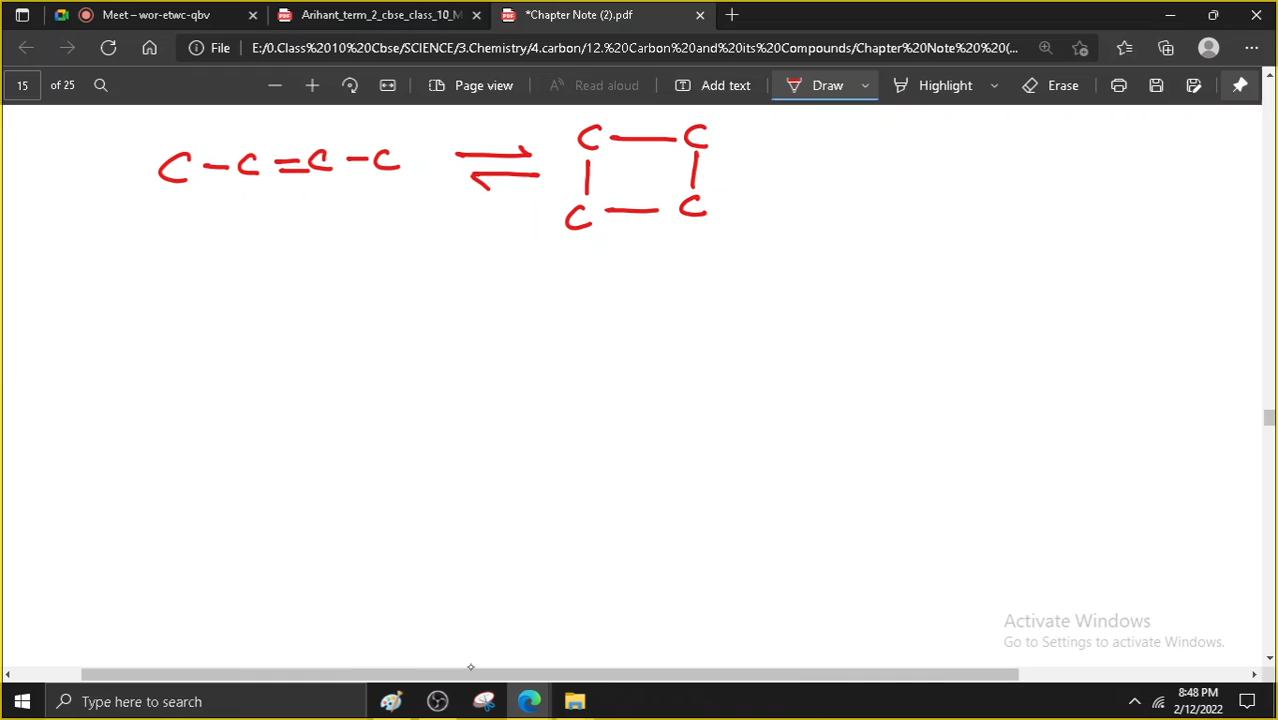 Meet – wor-etwc-qbv
Arihant_term_2_cbse_class_10_M
*Chapter Note (2).pdf
File
E:/0.Class%2010%20Cbse/SCIENCE/3.Chemistry/4.carbon/12.%20Carbon%20and%20its%20Compounds/Chapter%20Note%20%20(...
15 of 25
Page view
Read aloud
Add text
Draw
Highlight
Erase
C - C = C - C ⇌ C — C
C — C
Activate Windows
Go to Settings to activate Windows.
Type here to search
8:48 PM
2/12/2022